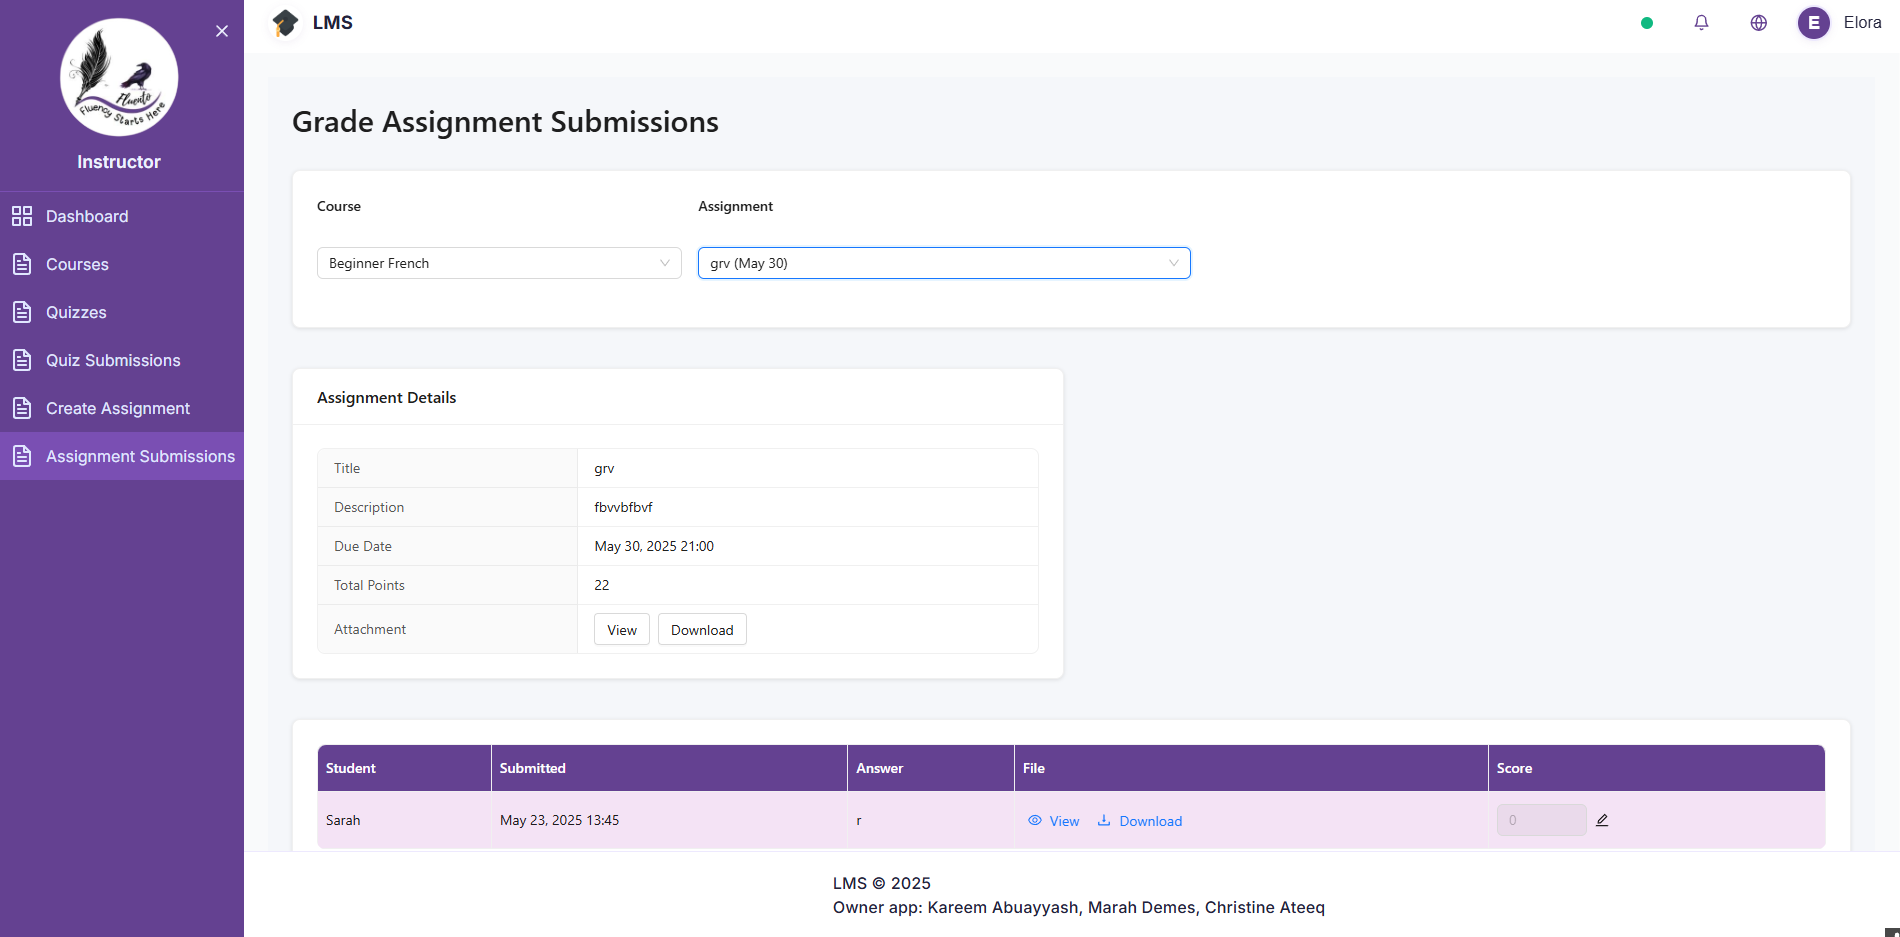 Fluento
Fluency Starts Here
Instructor
Dashboard
Courses
Quizzes
Quiz Submissions
Create Assignment
Assignment Submissions
LMS
E Elora
Grade Assignment Submissions
Course Assignment
Beginner French grv (May 30)
Assignment Details
Title grv
Description fbvvbfbvf
Due Date May 30, 2025 21:00
Total Points 22
Attachment View Download
Student Submitted Answer File Score
Sarah May 23, 2025 13:45 r View Download 0
LMS © 2025
Owner app: Kareem Abuayyash, Marah Demes, Christine Ateeq